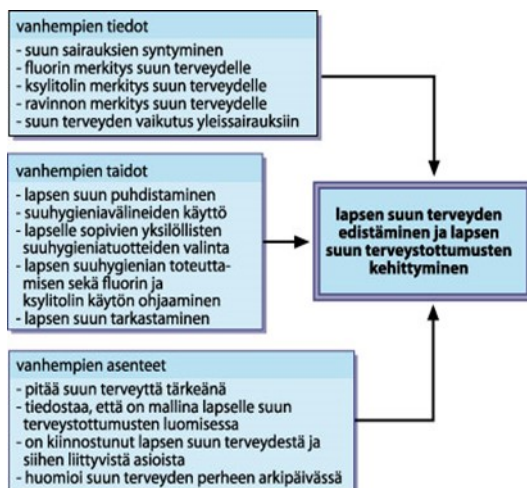 vanhempien tiedot
- suun sairauksien syntyminen
- fluorin merkitys suun terveydelle
- ksylitolin merkitys suun terveydelle
- ravinnon merkitys suun terveydelle
- suun terveyden vaikutus yleissairauksiin
vanhempien taidot
- lapsen suun puhdistaminen
- suuhygieniavälineiden käyttö
- lapselle sopivien yksilöllisten
suuhygieniatuotteiden valinta
- lapsen suuhygienian toteutta-
misen sekä fluorin ja
ksylitolin käytön ohjaaminen
- lapsen suun tarkastaminen
lapsen suun terveyden
edistäminen ja lapsen
suun terveystottumusten
kehittyminen
vanhempien asenteet
- pitää suun terveyttä tärkeänä
- tiedostaa, että on mallina lapselle suun
terveystottumusten luomisessa
- on kiinnostunut lapsen suun terveydestä ja
siihen liittyvistä asioista
- huomioi suun terveyden perheen arkipäivässä